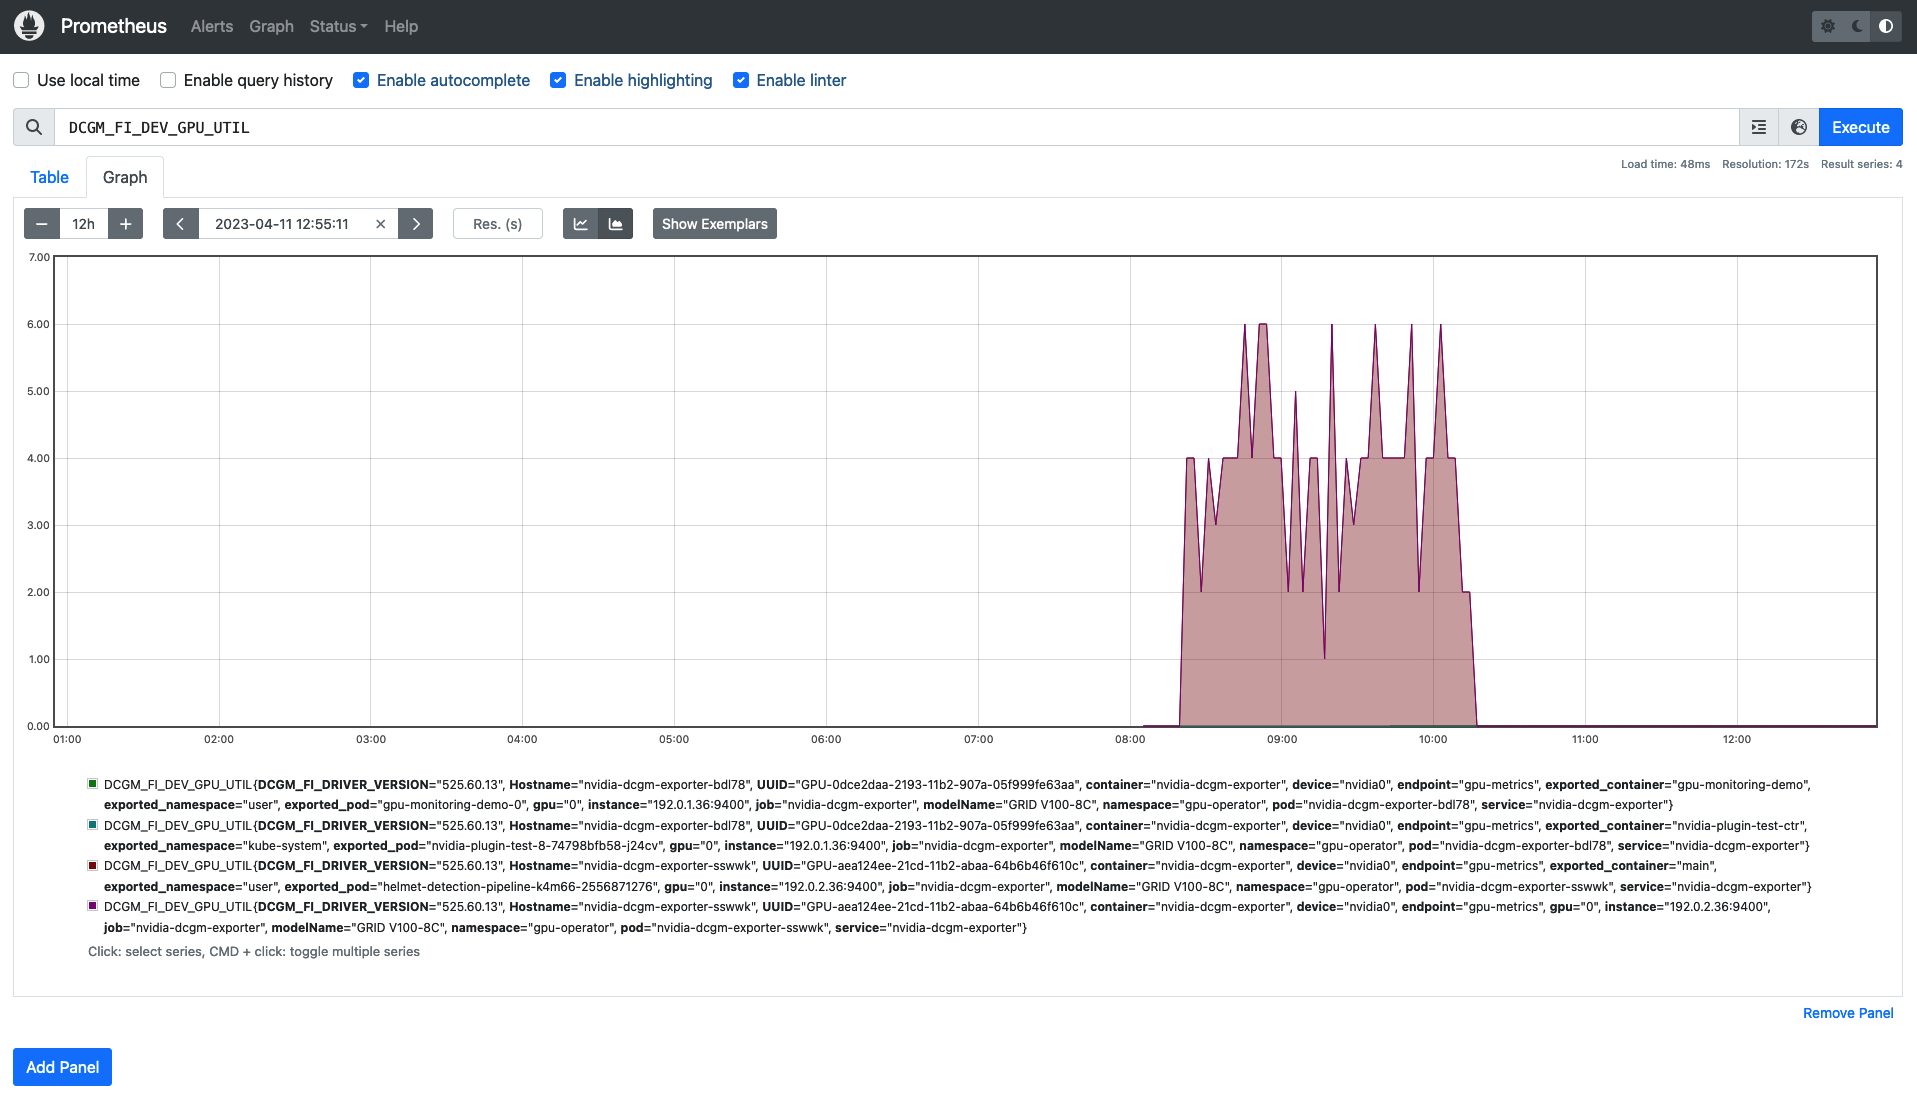 Prometheus Alerts Graph Status Help
Use local time Enable query history Enable autocomplete Enable highlighting Enable linter
DCGM_FI_DEV_GPU_UTIL Execute
Table Graph Load time: 48ms Resolution: 172s Result series: 4
12h 2023-04-11 12:55:11 Res. (s) Show Exemplars
7.00
6.00
5.00
4.00
3.00
2.00
1.00
0.00
01:00 02:00 03:00 04:00 05:00 06:00 07:00 08:00 09:00 10:00 11:00 12:00
DCGM_FI_DEV_GPU_UTIL{DCGM_FI_DRIVER_VERSION="525.60.13", Hostname="nvidia-dcgm-exporter-bdl78", UUID="GPU-0dce2daa-2193-11b2-907a-05f999fe63aa", container="nvidia-dcgm-exporter", device="nvidia0", endpoint="gpu-metrics", exported_container="gpu-monitoring-demo",
exported_namespace="user", exported_pod="gpu-monitoring-demo-0", gpu="0", instance="192.0.1.36:9400", job="nvidia-dcgm-exporter", modelName="GRID V100-8C", namespace="gpu-operator", pod="nvidia-dcgm-exporter-bdl78", service="nvidia-dcgm-exporter"}
DCGM_FI_DEV_GPU_UTIL{DCGM_FI_DRIVER_VERSION="525.60.13", Hostname="nvidia-dcgm-exporter-bdl78", UUID="GPU-0dce2daa-2193-11b2-907a-05f999fe63aa", container="nvidia-dcgm-exporter", device="nvidia0", endpoint="gpu-metrics", exported_container="nvidia-plugin-test-ctr",
exported_namespace="kube-system", exported_pod="nvidia-plugin-test-8-74798bfb58-j24cv", gpu="0", instance="192.0.1.36:9400", job="nvidia-dcgm-exporter", modelName="GRID V100-8C", namespace="gpu-operator", pod="nvidia-dcgm-exporter-bdl78", service="nvidia-dcgm-exporter"}
DCGM_FI_DEV_GPU_UTIL{DCGM_FI_DRIVER_VERSION="525.60.13", Hostname="nvidia-dcgm-exporter-sswwk", UUID="GPU-aea124ee-21cd-11b2-abaa-64b6b46f610c", container="nvidia-dcgm-exporter", device="nvidia0", endpoint="gpu-metrics", exported_container="main",
exported_namespace="user", exported_pod="helmet-detection-pipeline-k4m66-2556871276", gpu="0", instance="192.0.2.36:9400", job="nvidia-dcgm-exporter", modelName="GRID V100-8C", namespace="gpu-operator", pod="nvidia-dcgm-exporter-sswwk", service="nvidia-dcgm-exporter"}
DCGM_FI_DEV_GPU_UTIL{DCGM_FI_DRIVER_VERSION="525.60.13", Hostname="nvidia-dcgm-exporter-sswwk", UUID="GPU-aea124ee-21cd-11b2-abaa-64b6b46f610c", container="nvidia-dcgm-exporter", device="nvidia0", endpoint="gpu-metrics", gpu="0", instance="192.0.2.36:9400",
job="nvidia-dcgm-exporter", modelName="GRID V100-8C", namespace="gpu-operator", pod="nvidia-dcgm-exporter-sswwk", service="nvidia-dcgm-exporter"}
Click: select series, CMD + click: toggle multiple series
Remove Panel
Add Panel